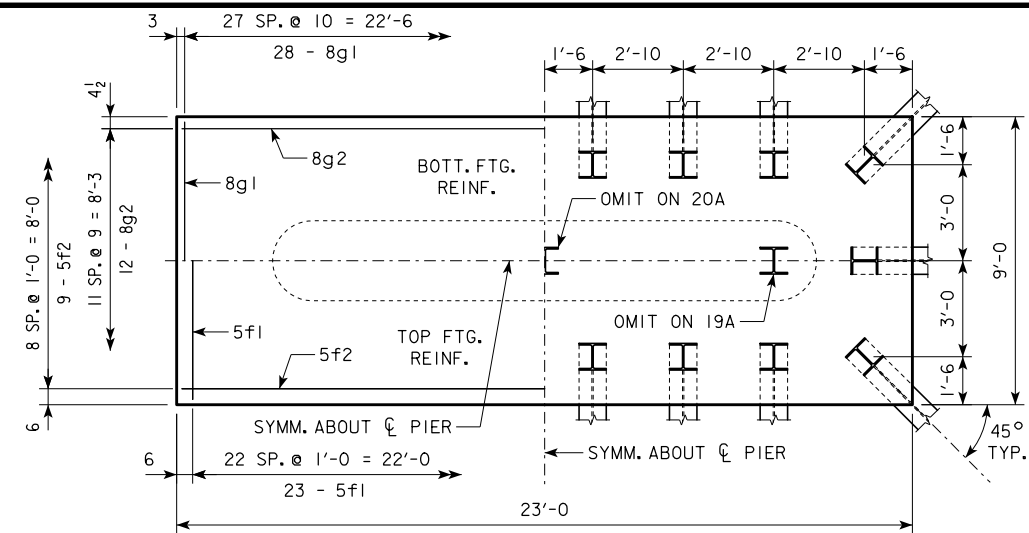 3
27 SP. @ 10 = 22'-6
28 - 8g1
1'-6
2'-10
2'-10
2'-10
1'-6
4½
8g2
8g1
BOTT. FTG.
REINF.
OMIT ON 20A
1'-6
3'-0
9'-0
3'-0
1'-6
8 SP. @ 1'-0 = 8'-0
9 - 5f2
11 SP. @ 9 = 8'-3
12 - 8g2
OMIT ON 19A
5f1
5f2
TOP FTG.
REINF.
6
SYMM. ABOUT ℄ PIER
SYMM. ABOUT ℄ PIER
45°
TYP.
6
22 SP. @ 1'-0 = 22'-0
23 - 5f1
23'-0